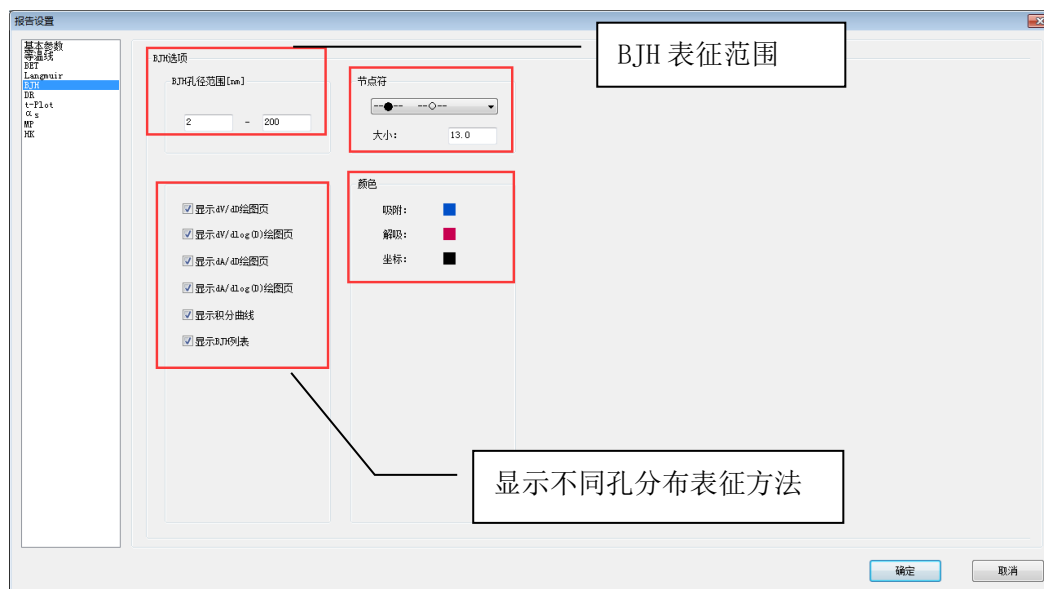 报告设置
基本参数
等温线
BET
Langmuir
BJH
DR
t-Plot
αs
MP
HK
BJH选项
BJH孔径范围[nm]
2 - 200
节点符
大小: 13.0
BJH 表征范围
显示dV/dD绘图页
显示dV/dlog(D)绘图页
显示dA/dD绘图页
显示dA/dlog(D)绘图页
显示积分曲线
显示BJH列表
颜色
吸附:
解吸:
坐标:
显示不同孔分布表征方法
确定
取消